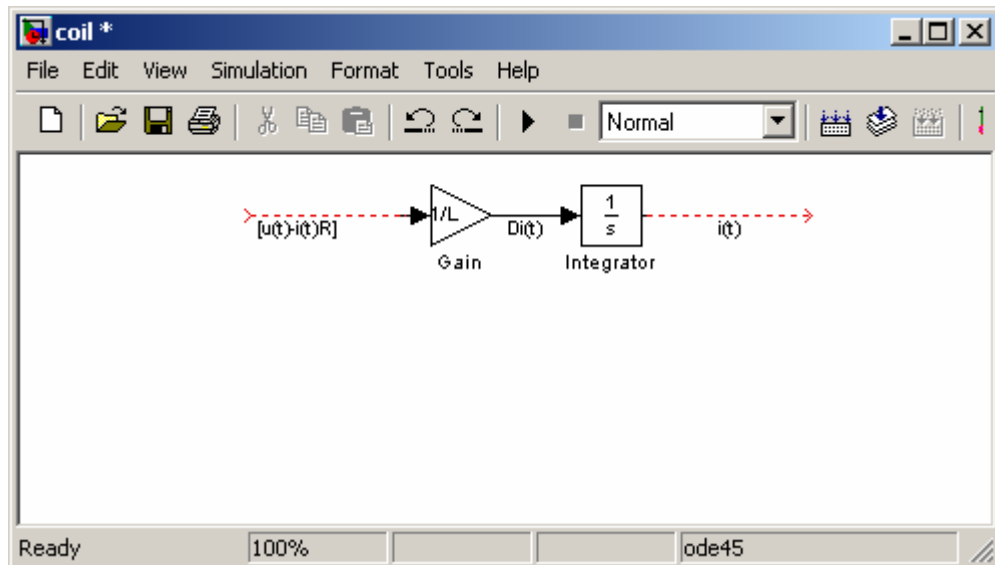 coil *
File Edit View Simulation Format Tools Help
Normal
1/L
1
s
[u(t)-i(t)R]
Di(t)
i(t)
Gain
Integrator
Ready
100%
ode45